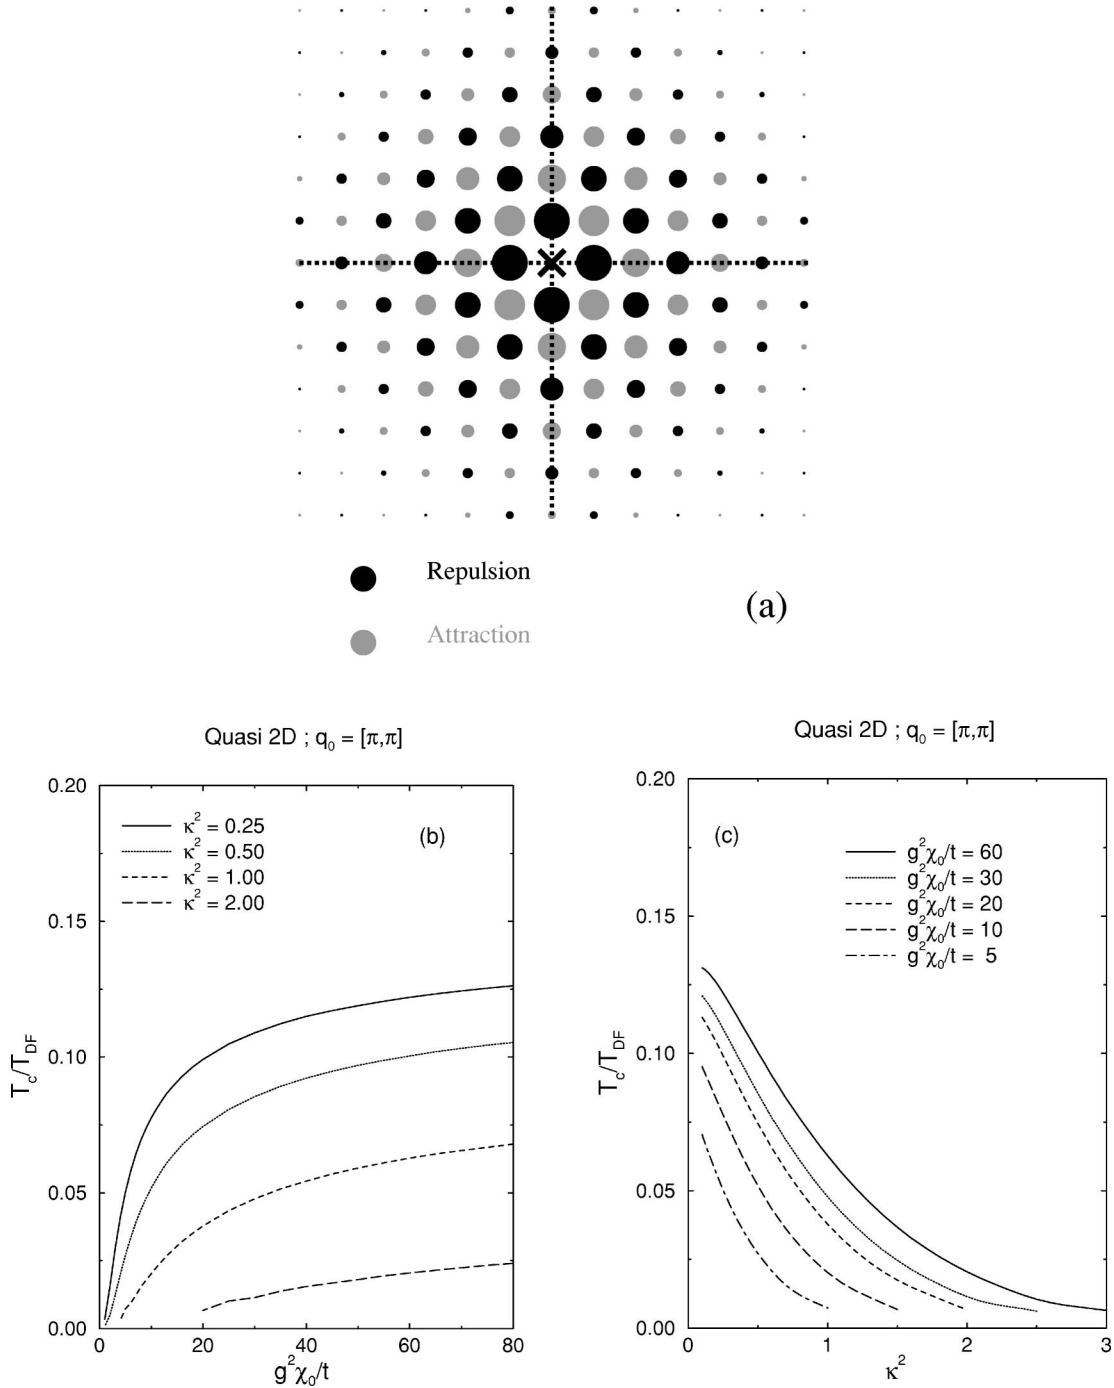 Repulsion
Attraction
(a)
Quasi 2D ; q₀ = [π,π]
0.20
0.15
0.10
0.05
0.00
T_c/T_DF
κ² = 0.25
κ² = 0.50
κ² = 1.00
κ² = 2.00
(b)
0
20
40
60
80
g²χ₀/t
Quasi 2D ; q₀ = [π,π]
0.20
0.15
0.10
0.05
0.00
T_c/T_DF
(c)
g²χ₀/t = 60
g²χ₀/t = 30
g²χ₀/t = 20
g²χ₀/t = 10
g²χ₀/t = 5
0
1
2
3
κ²